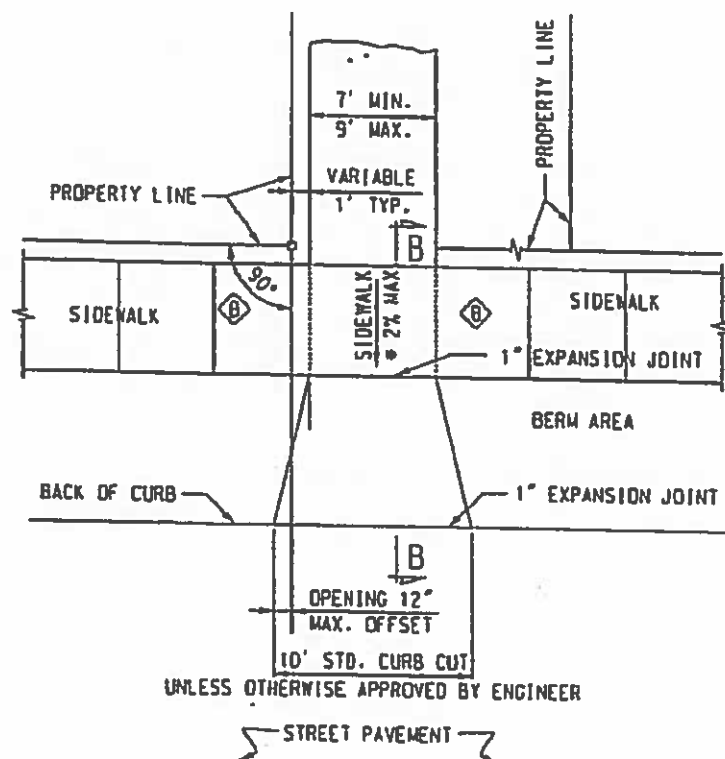 7' MIN.
9' MAX.
PROPERTY LINE
VARIABLE
1' TYP.
PROPERTY LINE
B
90°
SIDEWALK
B
SIDEWALK
* 2% MAX
B
SIDEWALK
1" EXPANSION JOINT
BERM AREA
BACK OF CURB
1" EXPANSION JOINT
B
OPENING 12"
MAX. OFFSET
10' STD. CURB CUT
UNLESS OTHERWISE APPROVED BY ENGINEER
STREET PAVEMENT